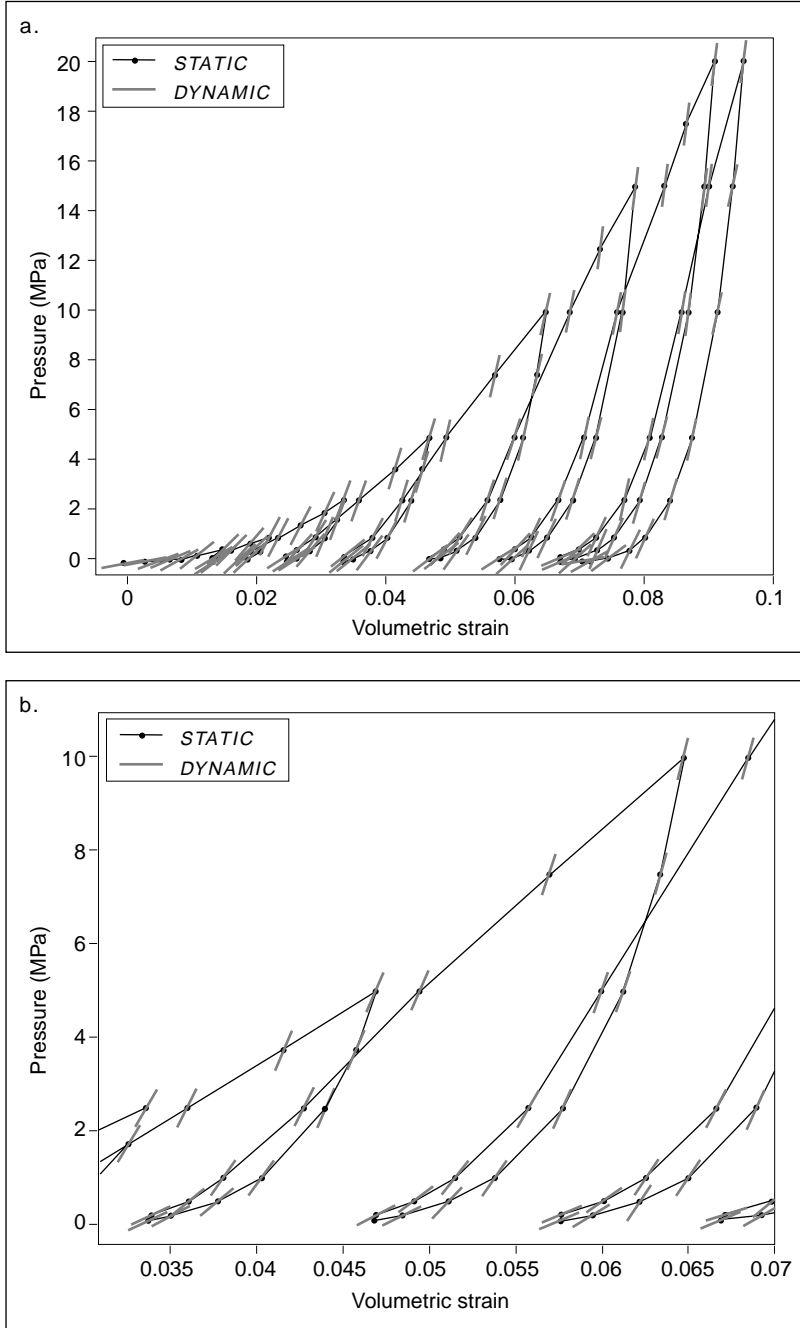 a.
STATIC
DYNAMIC
20
18
16
14
12
10
8
6
4
2
0
Pressure (MPa)
0 0.02 0.04 0.06 0.08 0.1
Volumetric strain
b.
STATIC
DYNAMIC
10
8
6
4
2
0
Pressure (MPa)
0.035 0.04 0.045 0.05 0.055 0.06 0.065 0.07
Volumetric strain